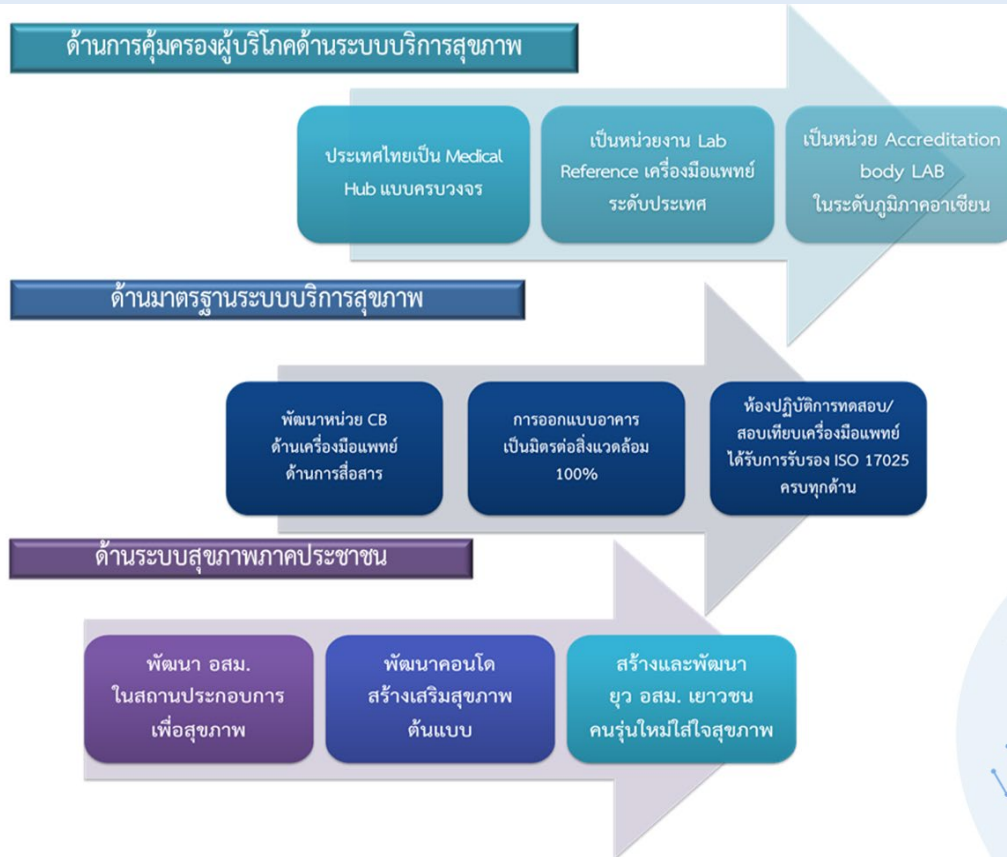 ด้านการคุ้มครองผู้บริโภคด้านระบบบริการสุขภาพ
ประเทศไทยเป็น Medical
Hub แบบครบวงจร
เป็นหน่วยงาน Lab
Reference เครื่องมือแพทย์
ระดับประเทศ
เป็นหน่วย Accreditation
body LAB
ในระดับภูมิภาคอาเซียน
ด้านมาตรฐานระบบบริการสุขภาพ
พัฒนาหน่วย CB
ด้านเครื่องมือแพทย์
ด้านการสื่อสาร
การออกแบบอาคาร
เป็นมิตรต่อสิ่งแวดล้อม
100%
ห้องปฏิบัติการทดสอบ/
สอบเทียบเครื่องมือแพทย์
ได้รับการรับรอง ISO 17025
ครบทุกด้าน
ด้านระบบสุขภาพภาคประชาชน
พัฒนา อสม.
ในสถานประกอบการ
เพื่อสุขภาพ
พัฒนาคอนโด
สร้างเสริมสุขภาพ
ต้นแบบ
สร้างและพัฒนา
ยุว อสม. เยาวชน
คนรุ่นใหม่ใส่ใจสุขภาพ